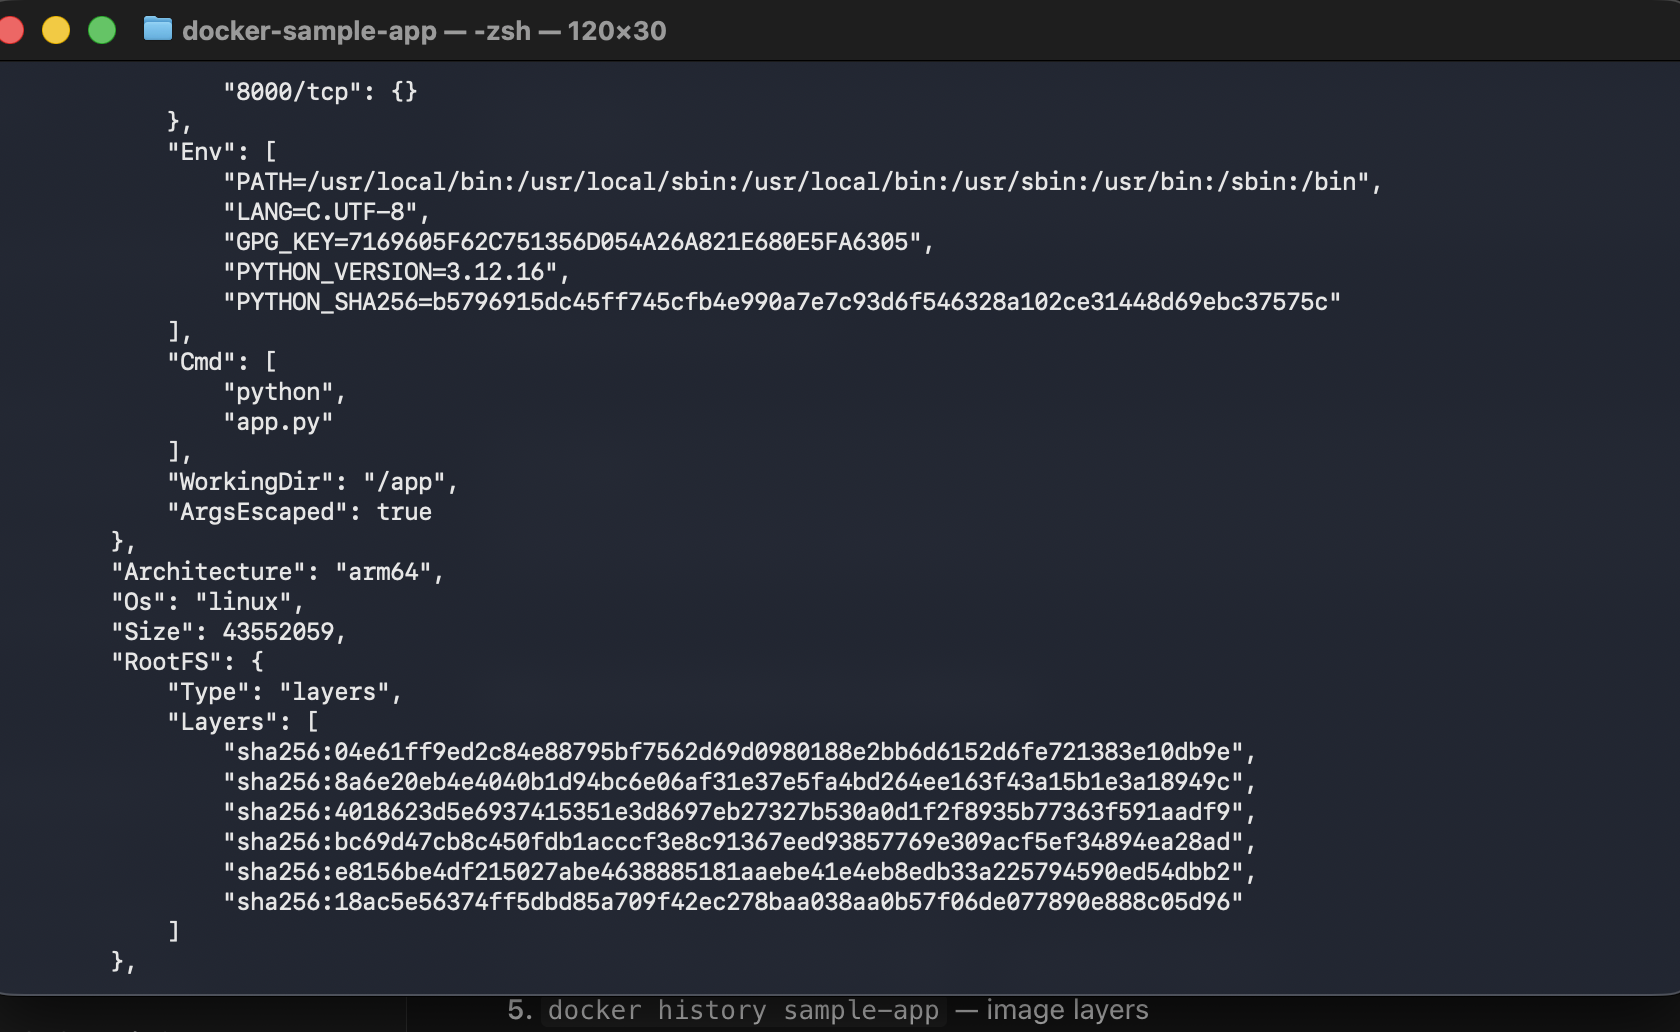 docker-sample-app — -zsh — 120×30
"8000/tcp": {}
},
"Env": [
"PATH=/usr/local/bin:/usr/local/sbin:/usr/local/bin:/usr/sbin:/usr/bin:/sbin:/bin",
"LANG=C.UTF-8",
"GPG_KEY=7169605F62C751356D054A26A821E680E5FA6305",
"PYTHON_VERSION=3.12.16",
"PYTHON_SHA256=b5796915dc45ff745cfb4e990a7e7c93d6f546328a102ce31448d69ebc37575c"
],
"Cmd": [
"python",
"app.py"
],
"WorkingDir": "/app",
"ArgsEscaped": true
},
"Architecture": "arm64",
"Os": "linux",
"Size": 43552059,
"RootFS": {
"Type": "layers",
"Layers": [
"sha256:04e61ff9ed2c84e88795bf7562d69d0980188e2bb6d6152d6fe721383e10db9e",
"sha256:8a6e20eb4e4040b1d94bc6e06af31e37e5fa4bd264ee163f43a15b1e3a18949c",
"sha256:4018623d5e6937415351e3d8697eb27327b530a0d1f2f8935b77363f591aadf9",
"sha256:bc69d47cb8c450fdb1acccf3e8c91367eed93857769e309acf5ef34894ea28ad",
"sha256:e8156be4df215027abe4638885181aaebe41e4eb8edb33a225794590ed54dbb2",
"sha256:18ac5e56374ff5dbd85a709f42ec278baa038aa0b57f06de077890e888c05d96"
]
},
5. docker history sample-app — image layers